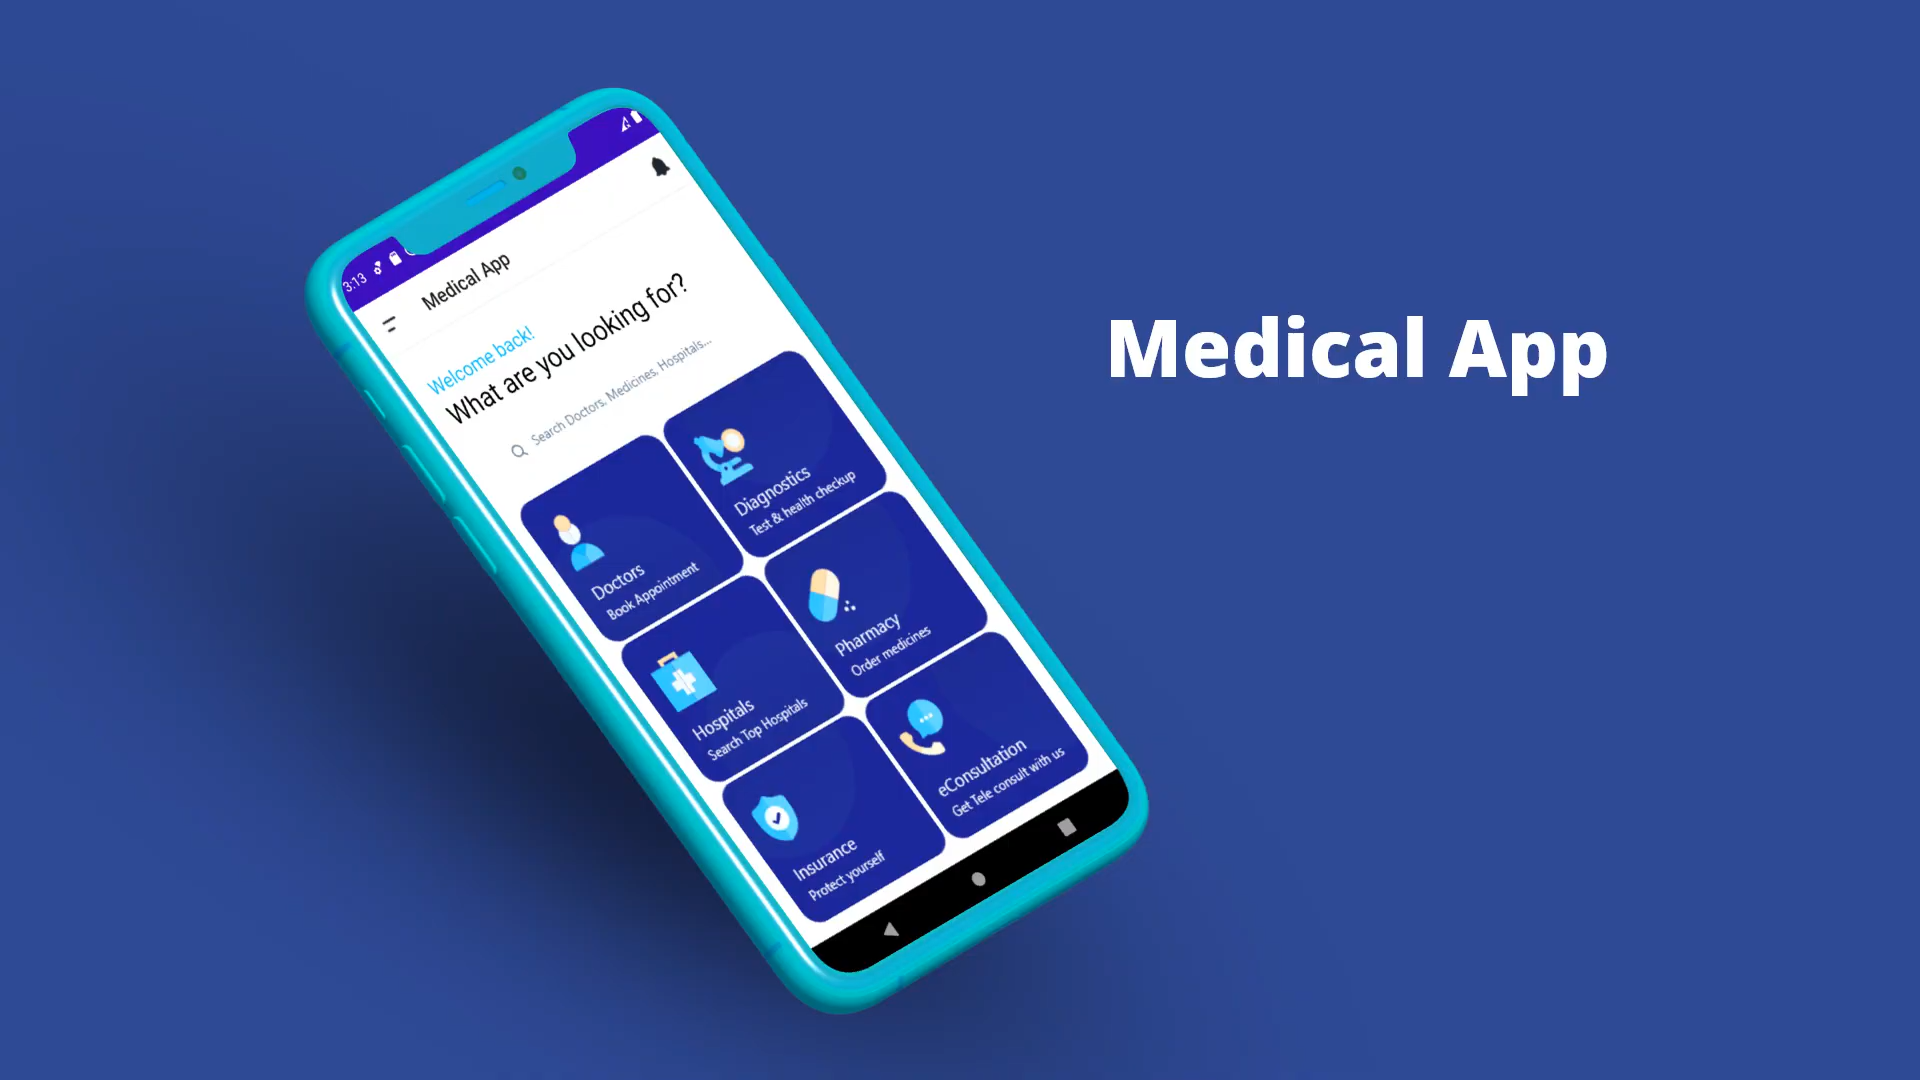 3:13
Medical App
Welcome back!
What are you looking for?
Search Doctors, Medicines, Hospitals...
Doctors
Book Appointment
Diagnostics
Test & health checkup
Hospitals
Search Top Hospitals
Pharmacy
Order medicines
Insurance
Protect yourself
eConsultation
Get Tele consult with us
Medical App